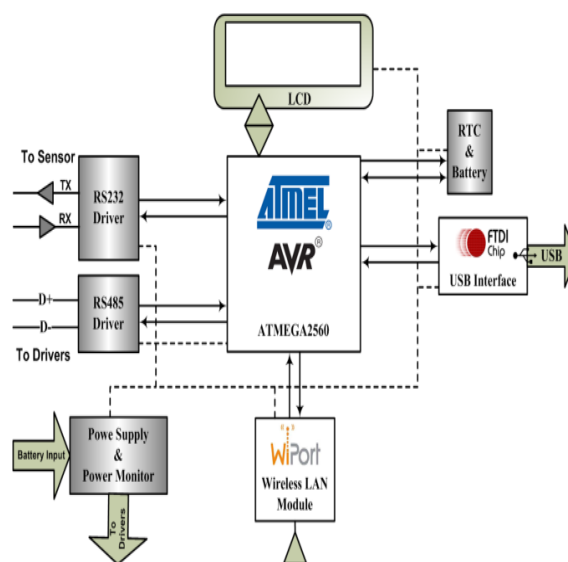 LCD
To Sensor
TX
RX
RS232
Driver
ATMEL
AVR®
ATMEGA2560
RTC
&
Battery
FTDI
Chip
USB Interface
USB
D+
D-
RS485
Driver
To Drivers
Battery Input
Powe Supply
&
Power Monitor
To
Drivers
WiPort
Wireless LAN
Module